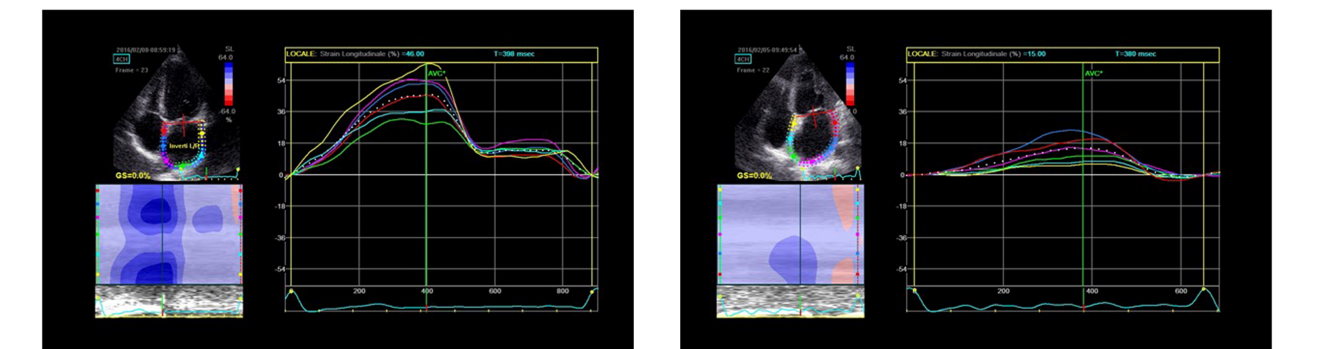 2016/02/08-08:59:19
SL
4CH
64.0
Frame = 23
-64.0
%
Inverti L/R
GS=0.0%
LOCALE: Strain Longitudinale (%) =46.00 T=398 msec
AVC*
54
36
18
0
-18
-36
-54
200 400 600 800
2016/02/05-09:49:54
SL
4CH
64.0
Frame = 22
0
%
GS=0.0%
LOCALE: Strain Longitudinale (%) =15.00 T=380 msec
AVC*
54
36
18
0
-18
-36
-54
200 400 600